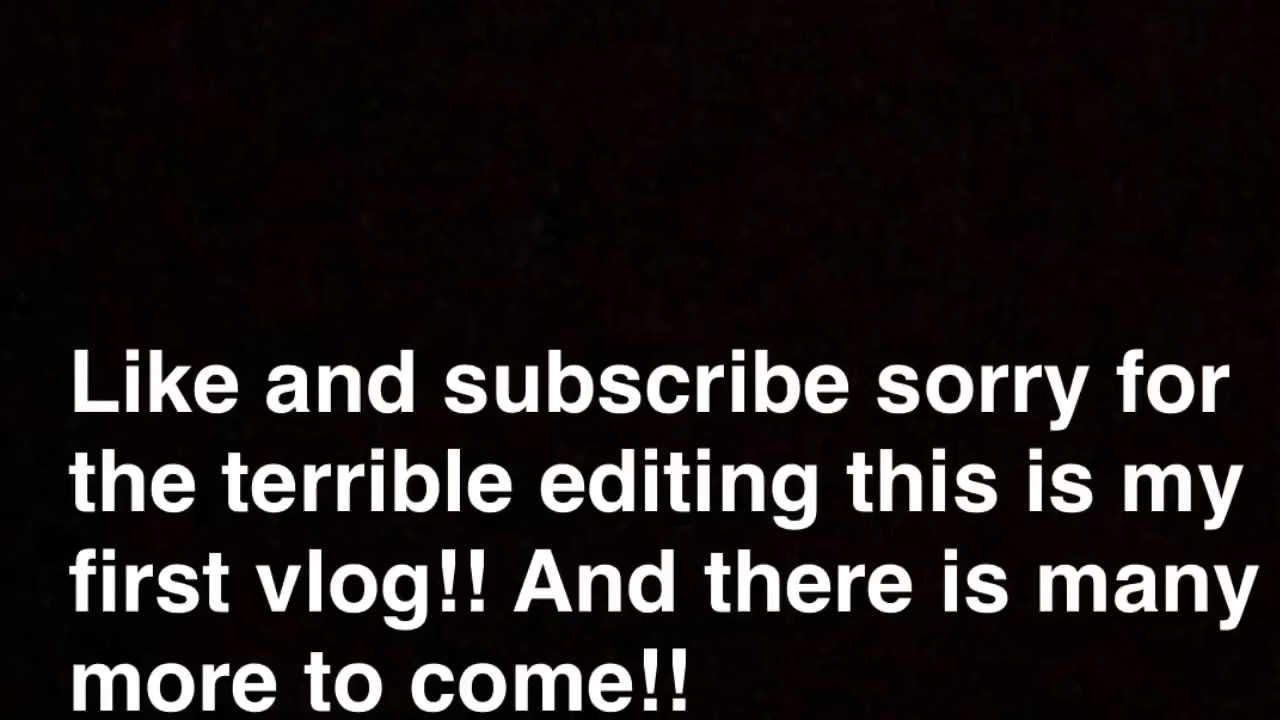 Like and subscribe sorry for
the terrible editing this is my
first vlog!! And there is many
more to come!!